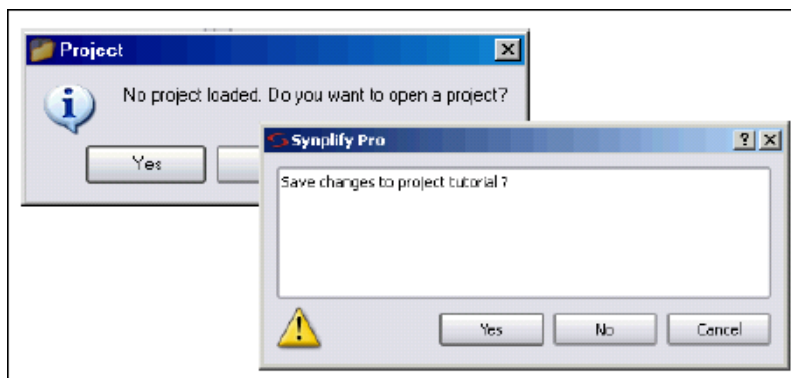 Project
No project loaded. Do you want to open a project?
Yes
Synplify Pro
Save changes to project tutorial ?
Yes
No
Cancel